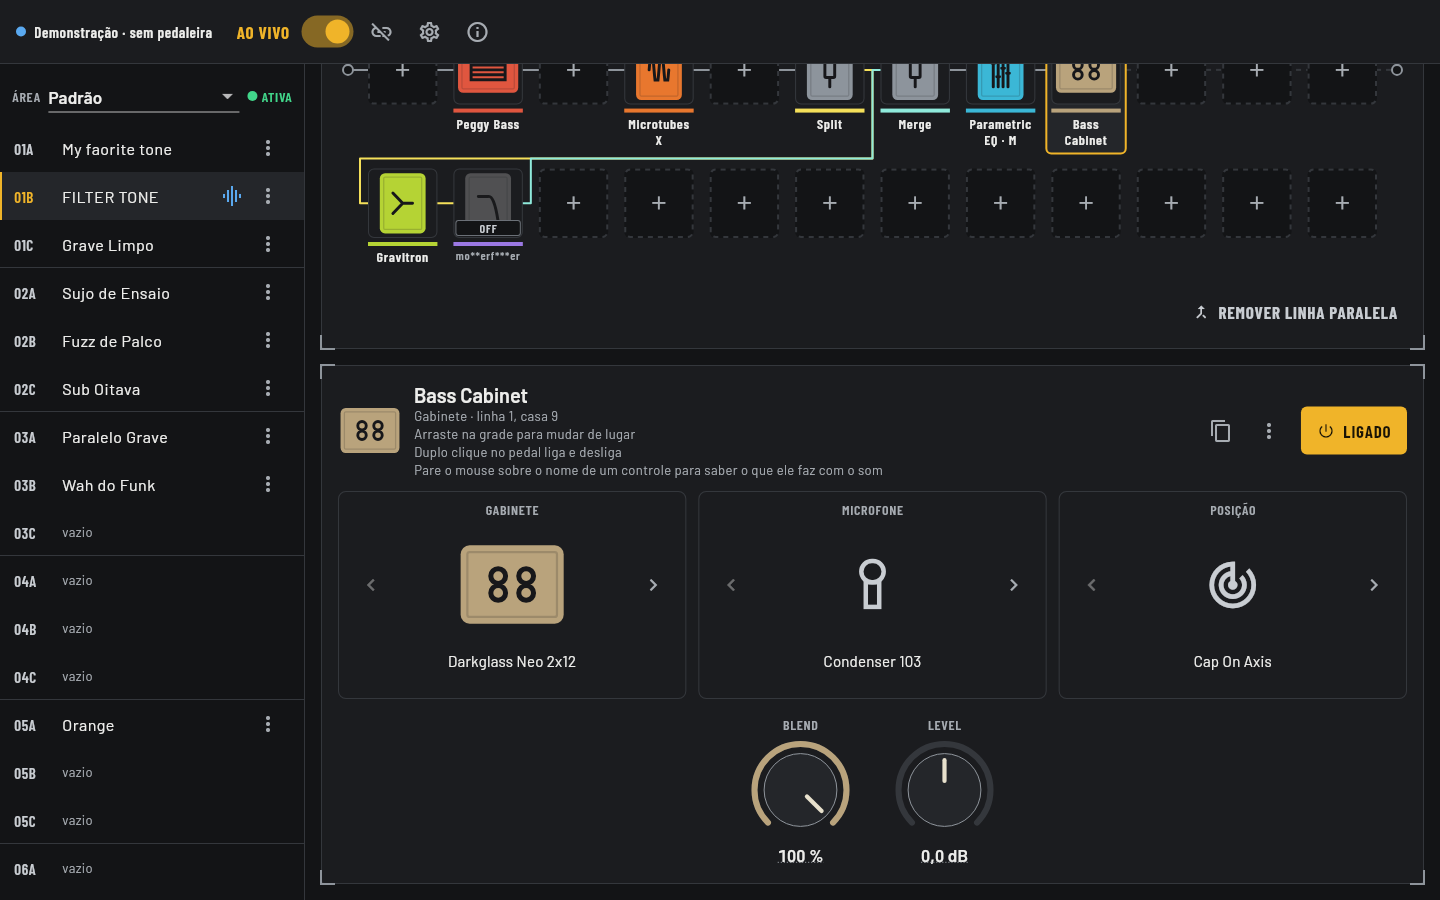 Demonstração · sem pedaleira
AO VIVO
ÁREA Padrão ATIVA
01A My faorite tone
01B FILTER TONE
01C Grave Limpo
02A Sujo de Ensaio
02B Fuzz de Palco
02C Sub Oitava
03A Paralelo Grave
03B Wah do Funk
03C vazio
04A vazio
04B vazio
04C vazio
05A Orange
05B vazio
05C vazio
06A vazio
Peggy Bass
Microtubes
X
Split
Merge
Parametric
EQ · M
88
Bass
Cabinet
OFF
Gravitron
mo**erf***er
REMOVER LINHA PARALELA
88
Bass Cabinet
Gabinete · linha 1, casa 9
Arraste na grade para mudar de lugar
Duplo clique no pedal liga e desliga
Pare o mouse sobre o nome de um controle para saber o que ele faz com o som
LIGADO
GABINETE
88
Darkglass Neo 2x12
MICROFONE
Condenser 103
POSIÇÃO
Cap On Axis
BLEND
100 %
LEVEL
0,0 dB